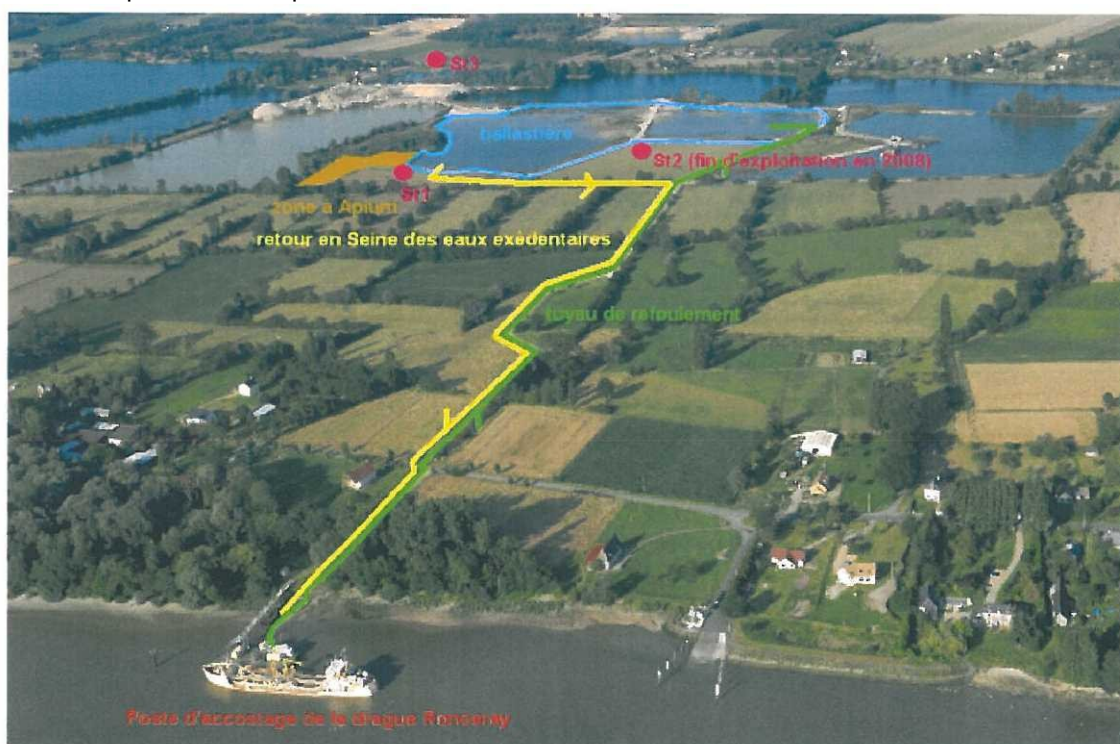 St3
ballastière
St2 (fin d'exploitation en 2008)
St1
zone à Apium
retour en Seine des eaux exédentaires
tuyau de refoulement
Poste d'accostage de la drague Ronceray